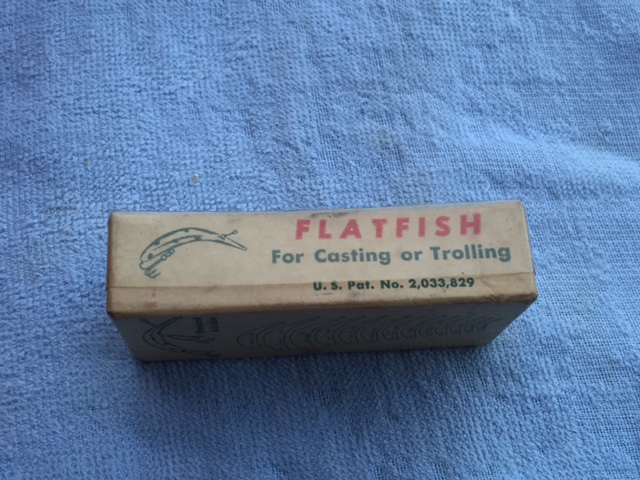 FLATFISH
For Casting or Trolling
U. S. Pat. No. 2,033,829